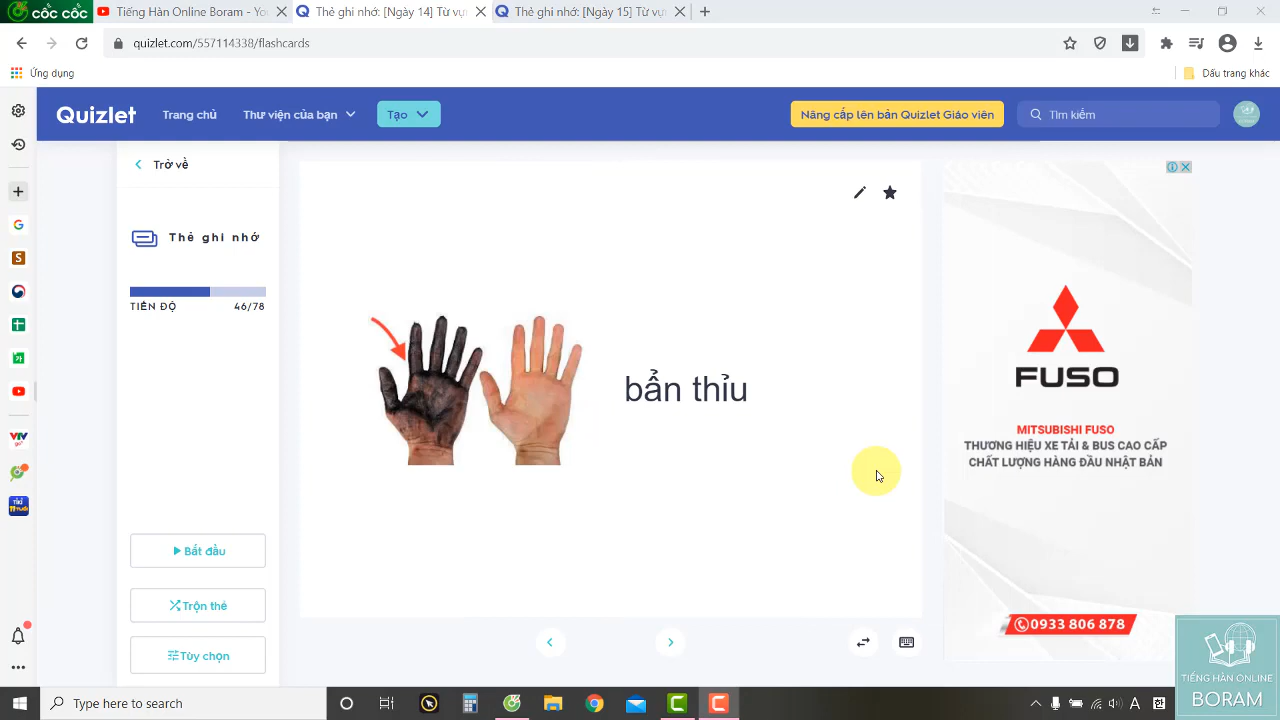 CỐC CỐC
Tiếng Hàn Online Boram - Yo
Thẻ ghi nhớ: [Ngày 14] Từ vự
Thẻ ghi nhớ: [Ngày 15] Từ vự
quizlet.com/557114338/flashcards
Ứng dụng
Dấu trang khác
Quizlet
Trang chủ
Thư viện của bạn
Tạo
Nâng cấp lên bản Quizlet Giáo viên
Tìm kiếm
Trở về
Thẻ ghi nhớ
TIẾN ĐỘ
46/78
bẩn thỉu
FUSO
MITSUBISHI FUSO
THƯƠNG HIỆU XE TẢI & BUS CAO CẤP
CHẤT LƯỢNG HÀNG ĐẦU NHẬT BẢN
Bắt đầu
Trộn thẻ
Tùy chọn
0933 806 878
TIẾNG HÀN ONLINE
BORAM
Type here to search
A